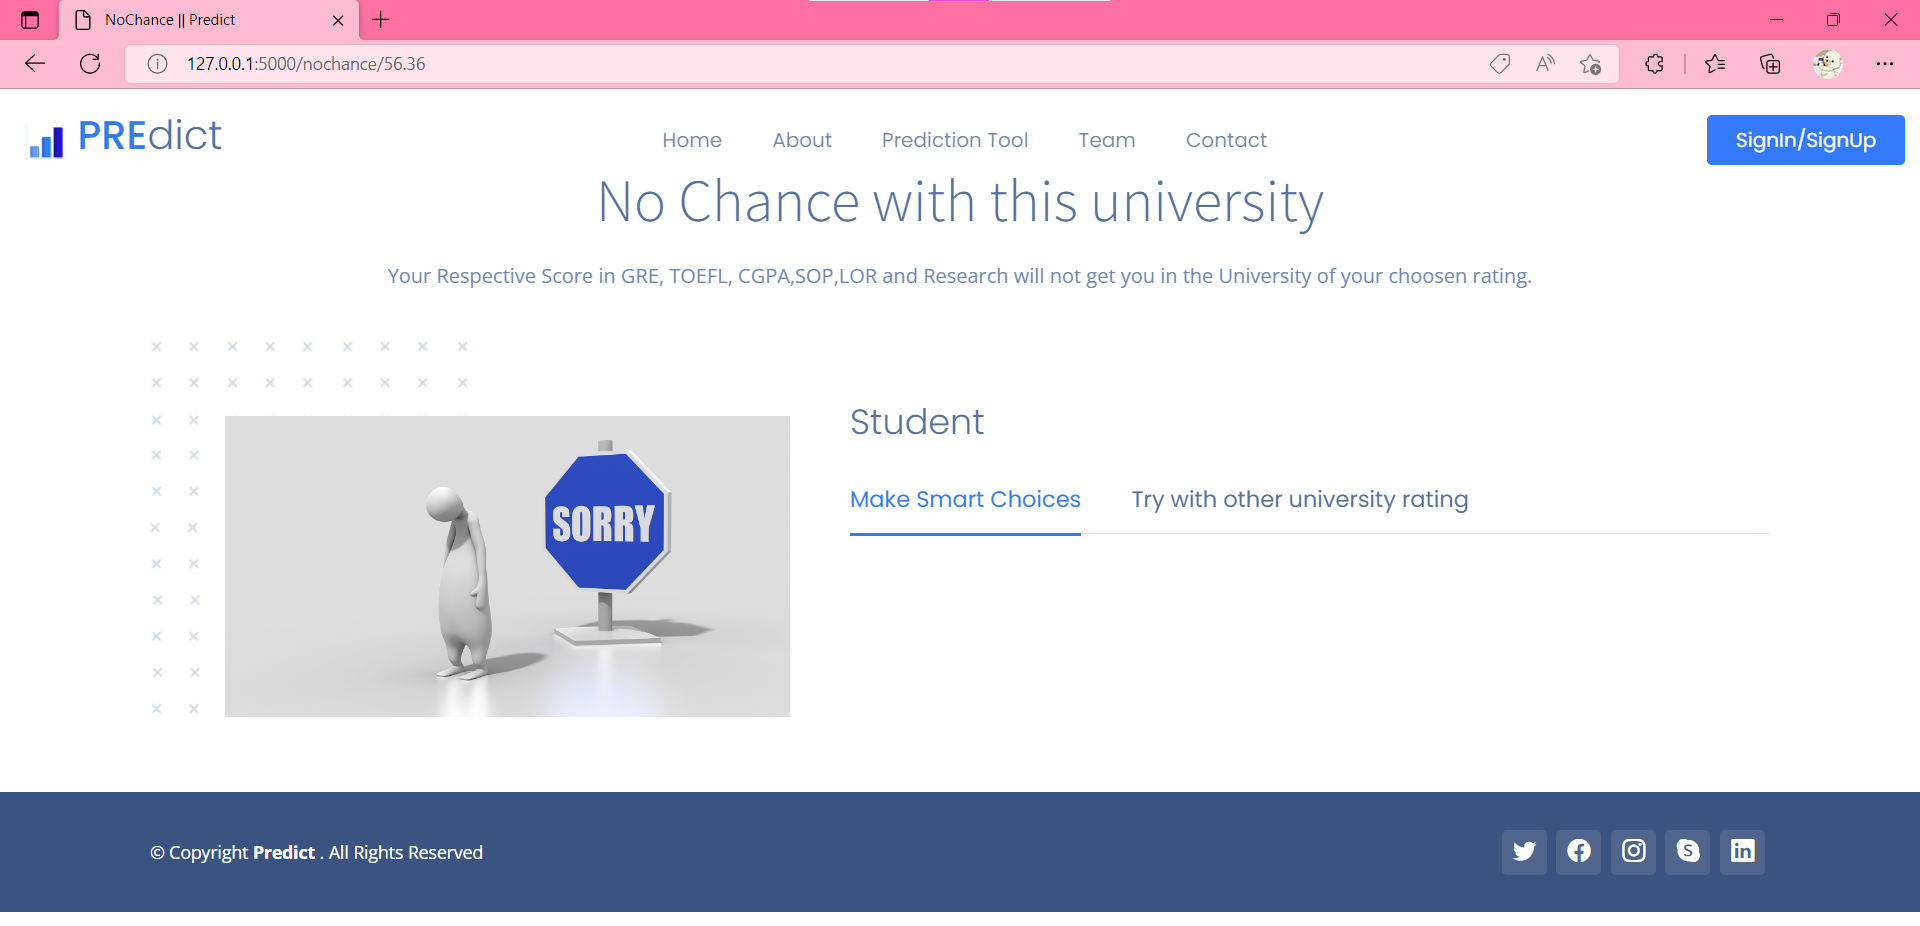 NoChance || Predict
127.0.0.1:5000/nochance/56.36
PREdict
Home About Prediction Tool Team Contact
SignIn/SignUp
No Chance with this university
Your Respective Score in GRE, TOEFL, CGPA,SOP,LOR and Research will not get you in the University of your choosen rating.
SORRY
Student
Make Smart Choices Try with other university rating
© Copyright Predict . All Rights Reserved